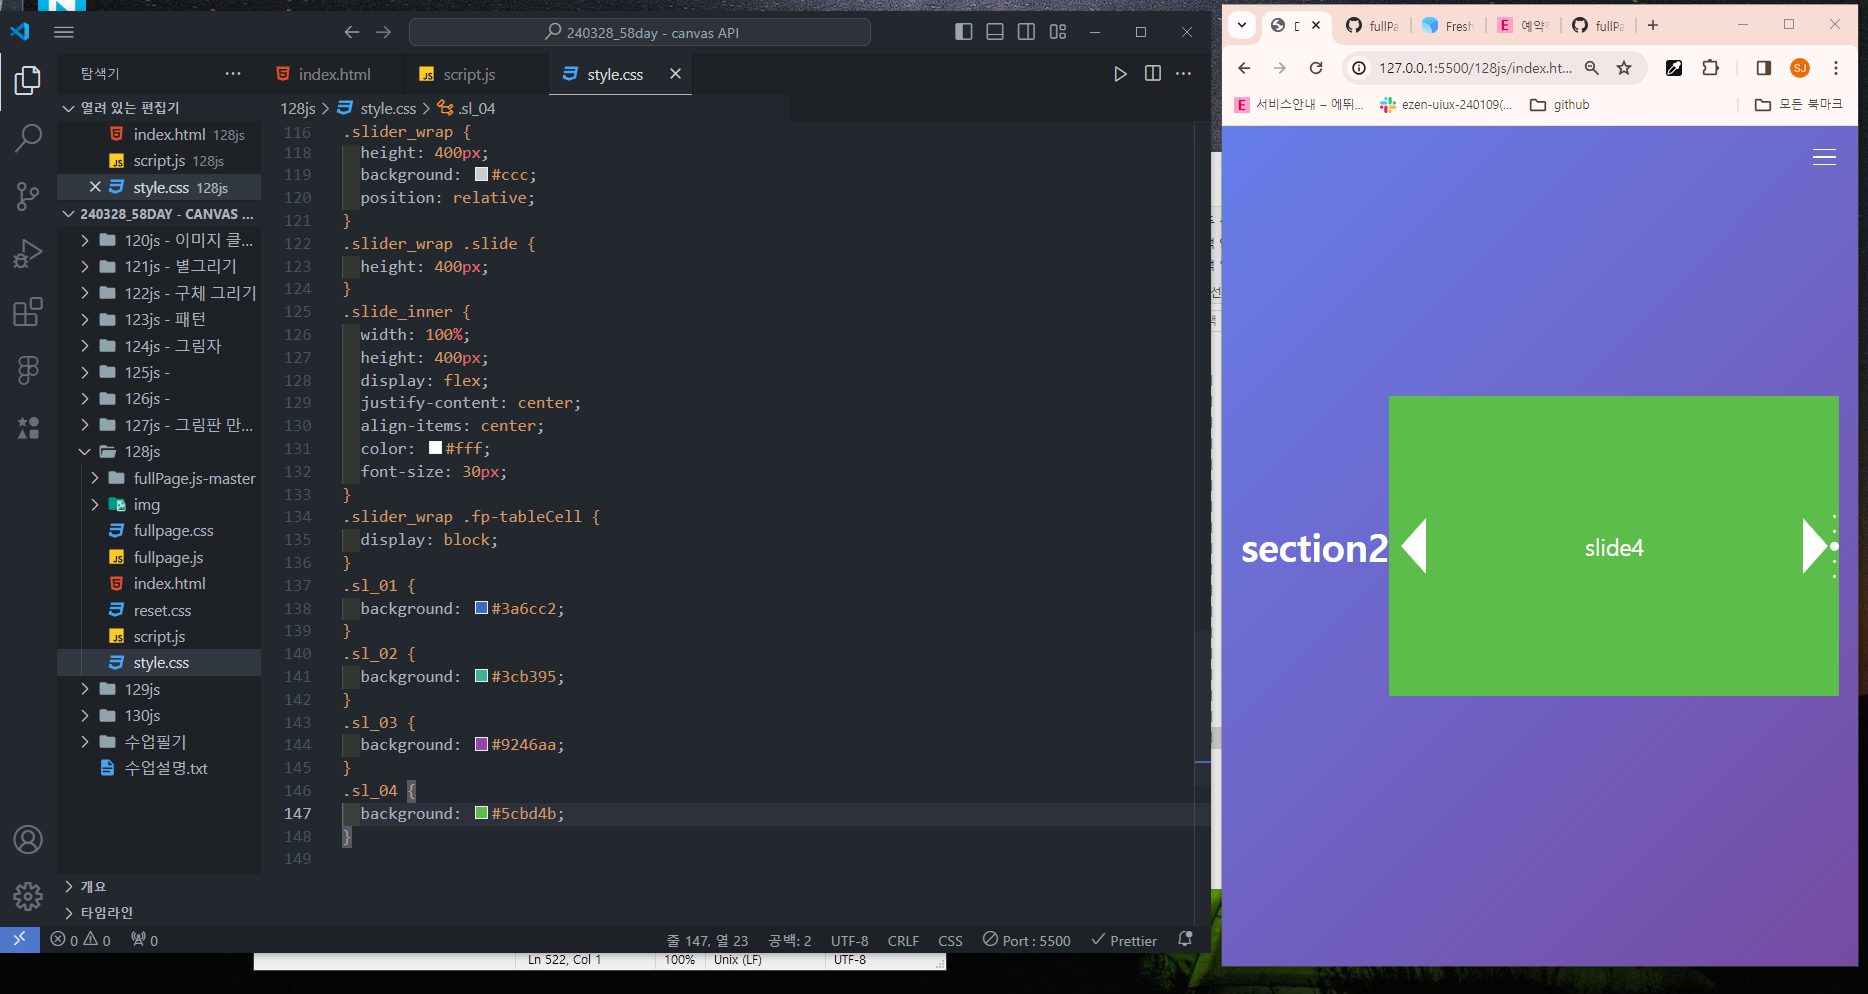 240328_58day - canvas API
탐색기
index.html
script.js
style.css
열려 있는 편집기
index.html 128js
script.js 128js
style.css 128js
240328_58DAY - CANVAS ...
120js - 이미지 클...
121js - 별그리기
122js - 구체 그리기
123js - 패턴
124js - 그림자
125js -
126js -
127js - 그림판 만...
128js
fullPage.js-master
img
fullpage.css
fullpage.js
index.html
reset.css
script.js
style.css
129js
130js
수업필기
수업설명.txt
개요
타임라인
128js > style.css > .sl_04
116 .slider_wrap {
118 height: 400px;
119 background: #ccc;
120 position: relative;
121 }
122 .slider_wrap .slide {
123 height: 400px;
124 }
125 .slide_inner {
126 width: 100%;
127 height: 400px;
128 display: flex;
129 justify-content: center;
130 align-items: center;
131 color: #fff;
132 font-size: 30px;
133 }
134 .slider_wrap .fp-tableCell {
135 display: block;
136 }
137 .sl_01 {
138 background: #3a6cc2;
139 }
140 .sl_02 {
141 background: #3cb395;
142 }
143 .sl_03 {
144 background: #9246aa;
145 }
146 .sl_04 {
147 background: #5cbd4b;
148 }
149
0 0 0
줄 147, 열 23 공백: 2 UTF-8 CRLF CSS Port : 5500 Prettier
Ln 522, Col 1 100% Unix (LF) UTF-8
fullPa
Fresh
예약
fullPa
127.0.0.1:5500/128js/index.ht...
SJ
서비스안내 – 에뛰...
ezen-uiux-240109(...
github
모든 북마크
section2
slide4